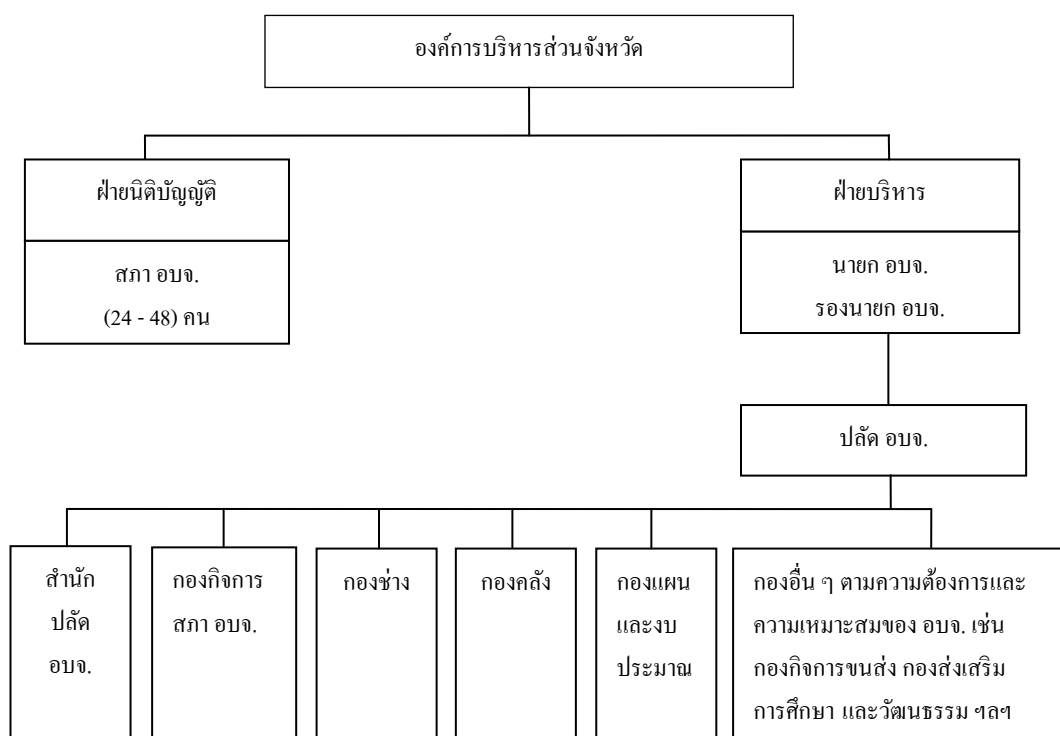 องค์การบริหารส่วนจังหวัด
ฝ่ายนิติบัญญัติ
สภา อบจ.
(24 - 48) คน
ฝ่ายบริหาร
นายก อบจ.
รองนายก อบจ.
ปลัด อบจ.
สำนัก
ปลัด
อบจ.
กองกิจการ
สภา อบจ.
กองช่าง
กองคลัง
กองแผน
และงบ
ประมาณ
กองอื่น ๆ ตามความต้องการและ
ความเหมาะสมของ อบจ. เช่น
กองกิจการขนส่ง กองส่งเสริม
การศึกษา และวัฒนธรรม ฯลฯ